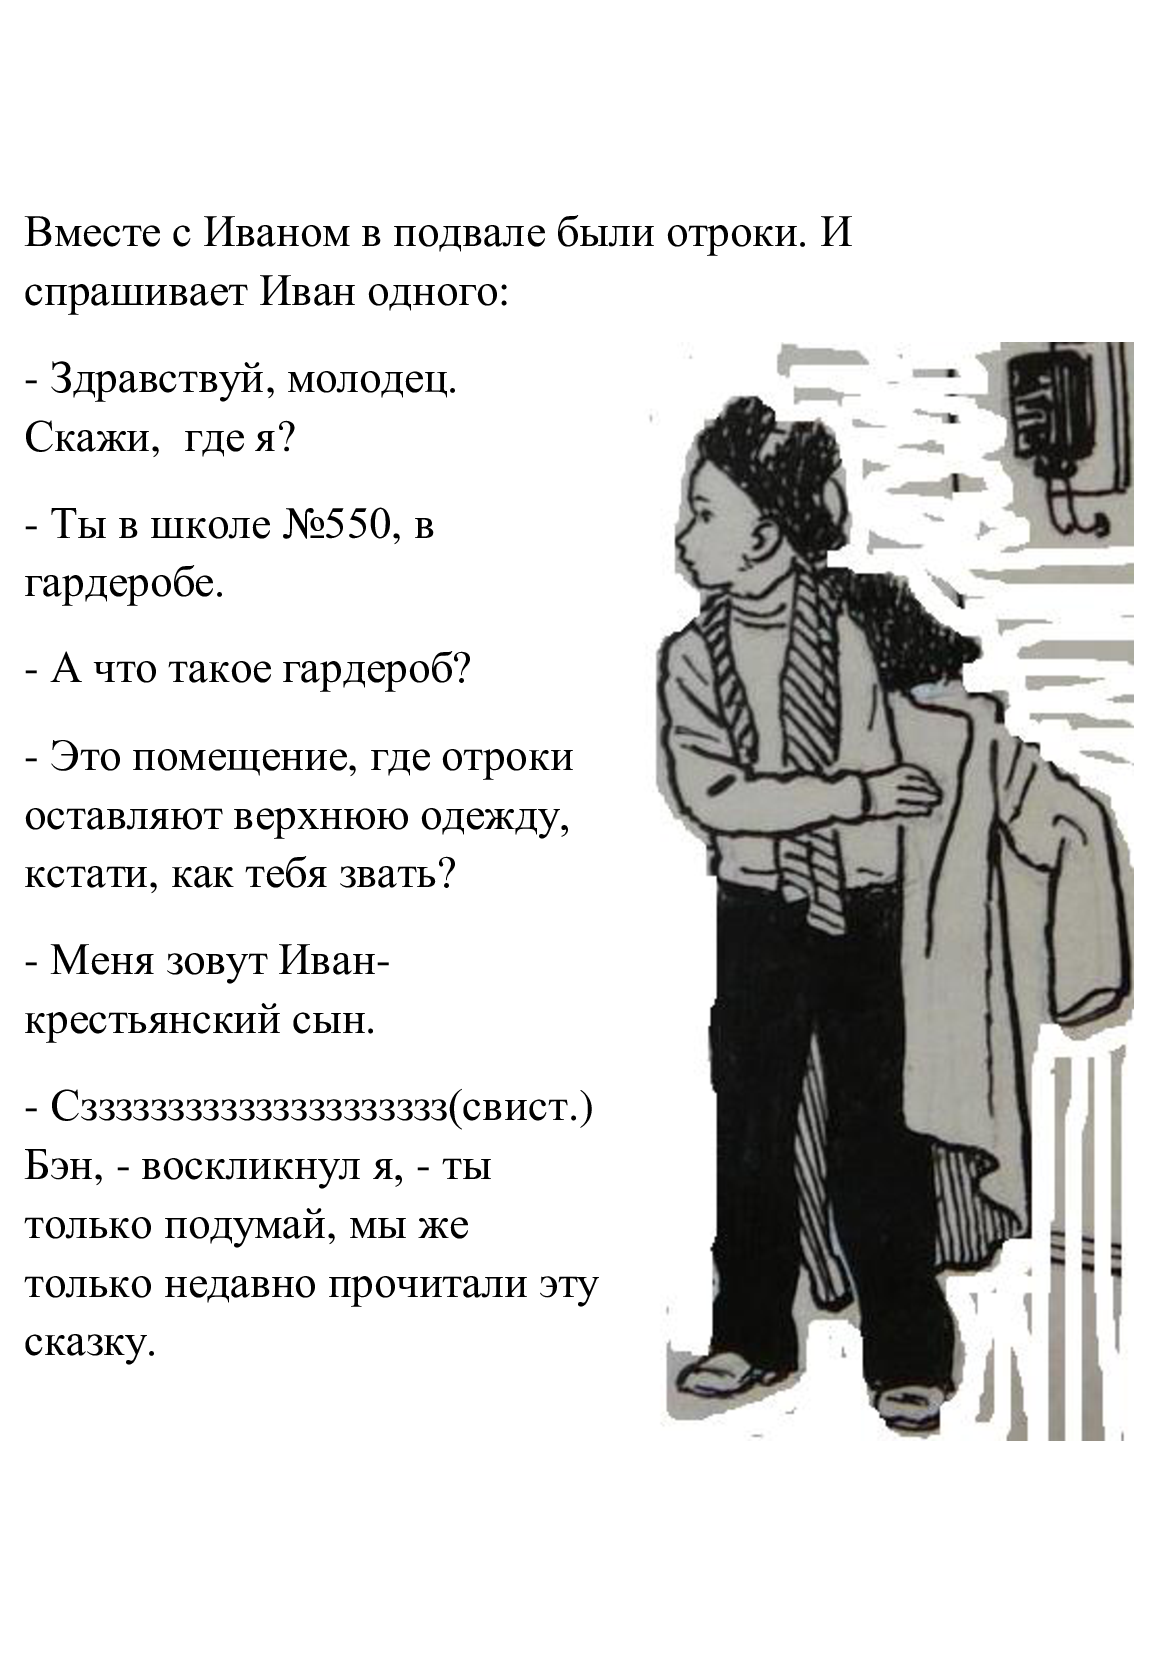 Вместе с Иваном в подвале были отроки. И
спрашивает Иван одного:
- Здравствуй, молодец.
Скажи,  где я?
- Ты в школе №550, в
гардеробе.
- А что такое гардероб?
- Это помещение, где отроки
оставляют верхнюю одежду,
кстати, как тебя звать?
- Меня зовут Иван-
крестьянский сын.
- Сззззззззззззззззззззз(свист.)
Бэн, - воскликнул я, - ты
только подумай, мы же
только недавно прочитали эту
сказку.